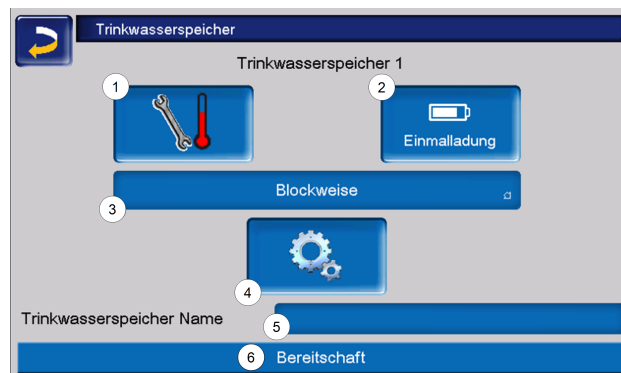 Trinkwasserspeicher
Trinkwasserspeicher 1
1
2
Einmalladung
Blockweise
3
4
Trinkwasserspeicher Name
5
6 Bereitschaft